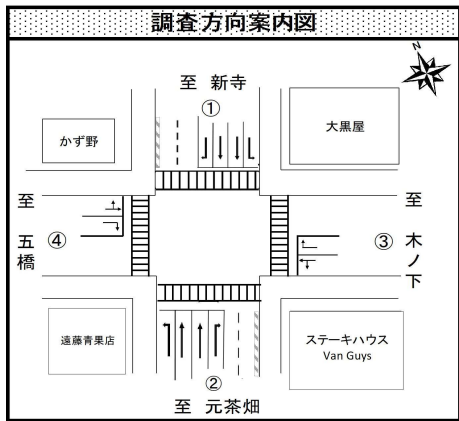 調査方向案内図
N
至 新寺
①
かず野
大黒屋
至 五橋
④
至 木ノ下
③
遠藤青果店
ステーキハウス
Van Guys
②
至 元茶畑